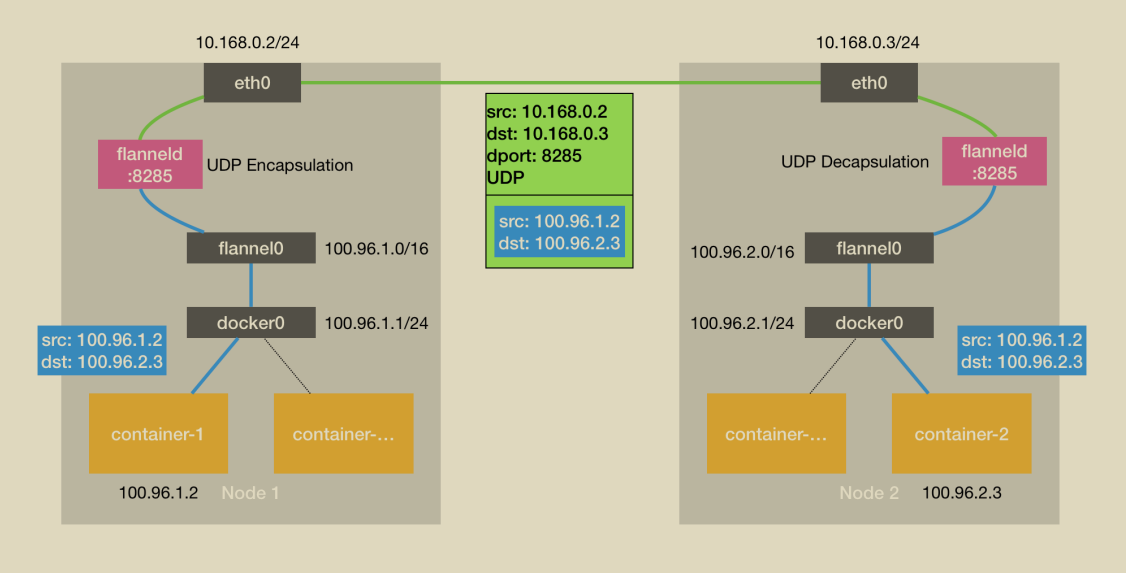 10.168.0.2/24
10.168.0.3/24
eth0
eth0
src: 10.168.0.2
dst: 10.168.0.3
dport: 8285
UDP
src: 100.96.1.2
dst: 100.96.2.3
flanneld
:8285
UDP Encapsulation
UDP Decapsulation
flanneld
:8285
flannel0
100.96.1.0/16
100.96.2.0/16
flannel0
docker0
100.96.1.1/24
100.96.2.1/24
docker0
src: 100.96.1.2
dst: 100.96.2.3
src: 100.96.1.2
dst: 100.96.2.3
container-1
container-...
container-...
container-2
100.96.1.2
Node 1
Node 2
100.96.2.3